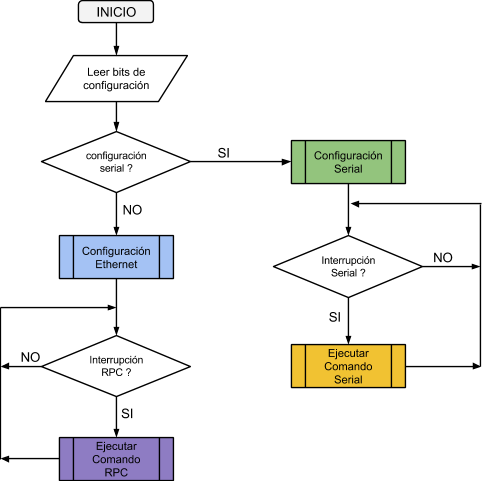 INICIO
Leer bits de
configuración
configuración
serial ?
SI
Configuración
Serial
NO
Configuración
Ethernet
Interrupción
Serial ?
NO
SI
Ejecutar
Comando
Serial
Interrupción
RPC ?
NO
SI
Ejecutar
Comando
RPC